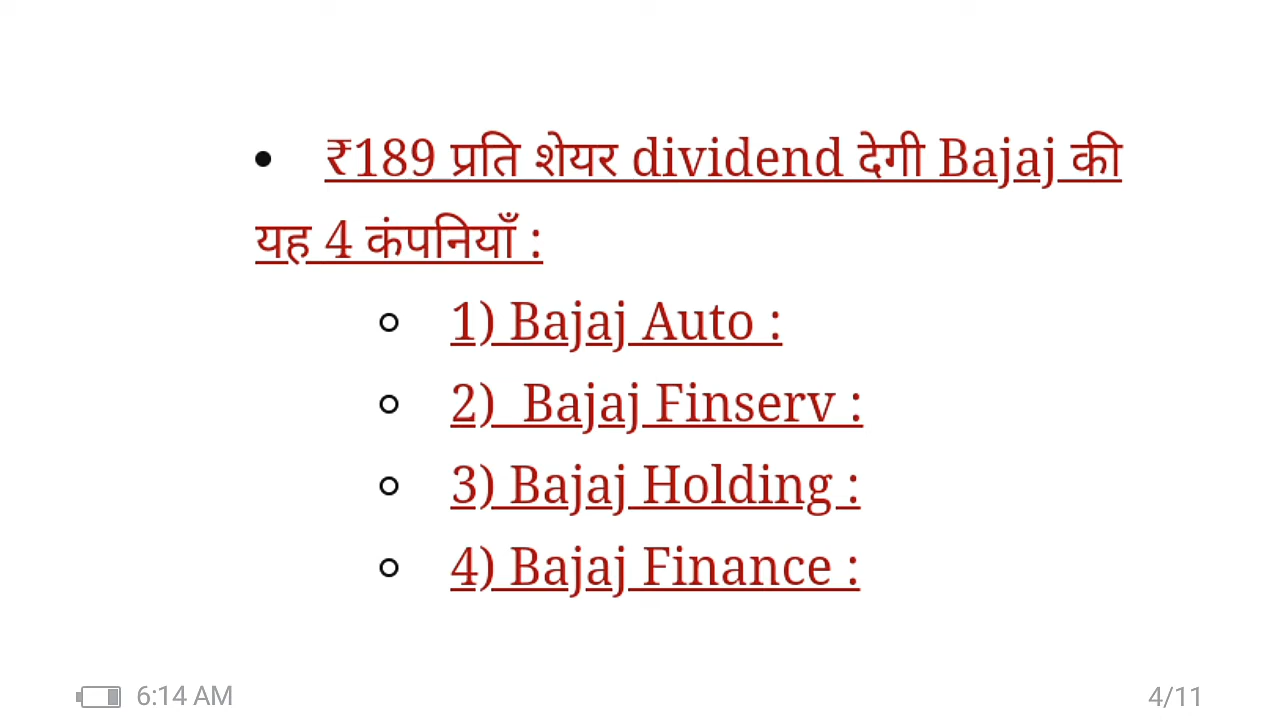 • ₹189 प्रति शेयर dividend देगी Bajaj की
यह 4 कंपनियाँ :
○ 1) Bajaj Auto :
○ 2)  Bajaj Finserv :
○ 3) Bajaj Holding :
○ 4) Bajaj Finance :
6:14 AM
4/11